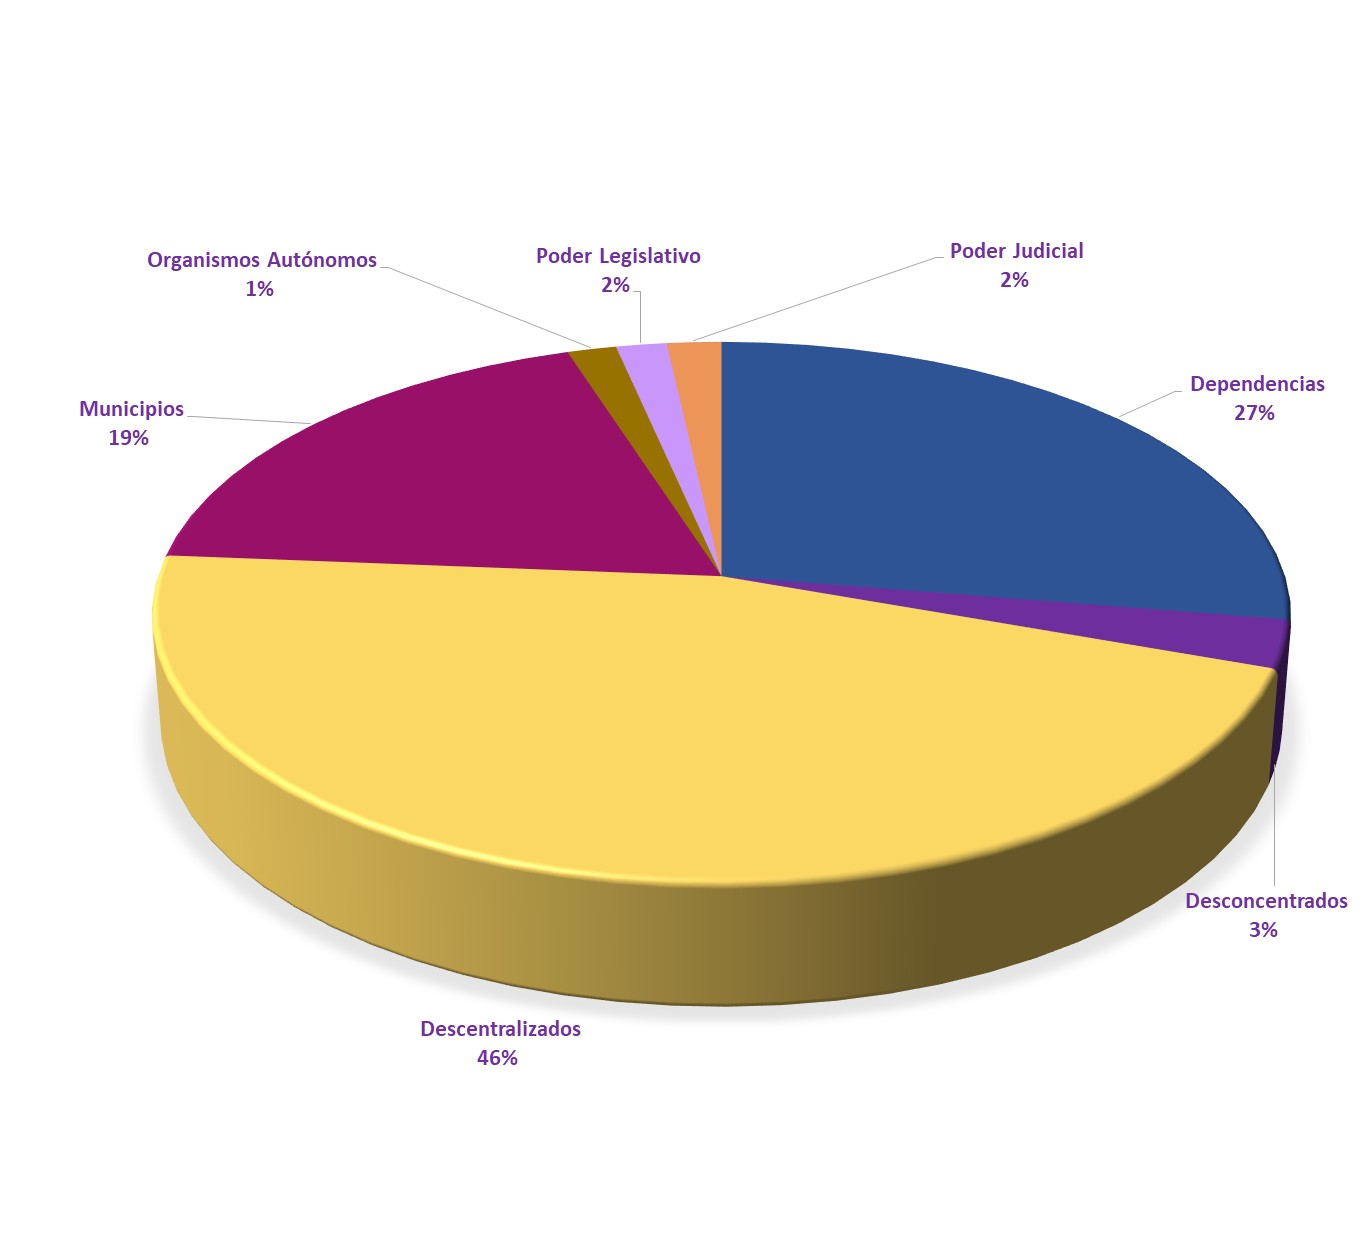 Organismos Autónomos
1%
Poder Legislativo
2%
Poder Judicial
2%
Dependencias
27%
Municipios
19%
Desconcentrados
3%
Descentralizados
46%